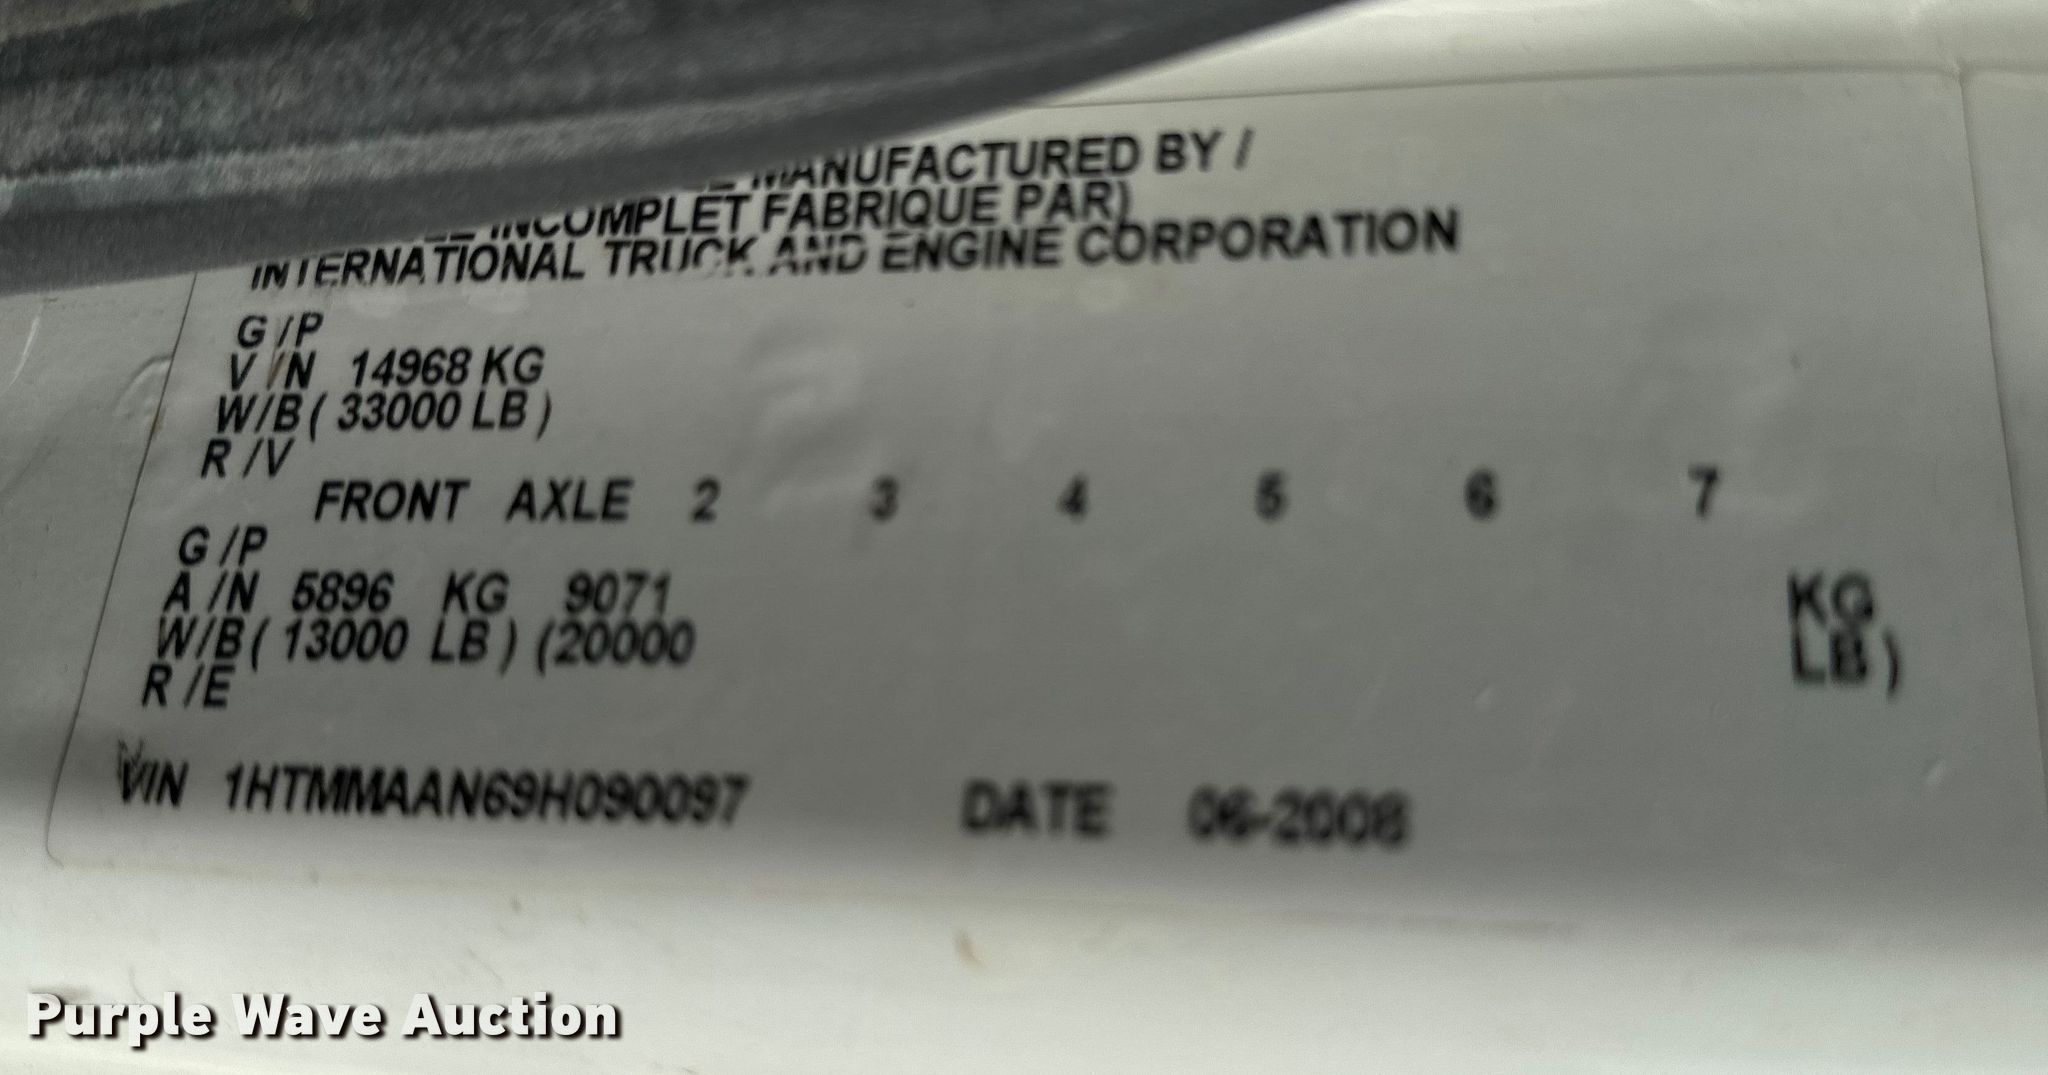 MANUFACTURED BY /
INCOMPLET FABRIQUE PAR)
INTERNATIONAL TRUCK AND ENGINE CORPORATION
G /P
V /N 14968 KG
W/B ( 33000 LB )
R /V
FRONT AXLE 2 3 4 5 6 7
G /P
A /N 5896 KG 9071 KG
W/B ( 13000 LB ) (20000 LB )
R /E
VIN 1HTMMAAN69H090097 DATE 06-2008
Purple Wave Auction